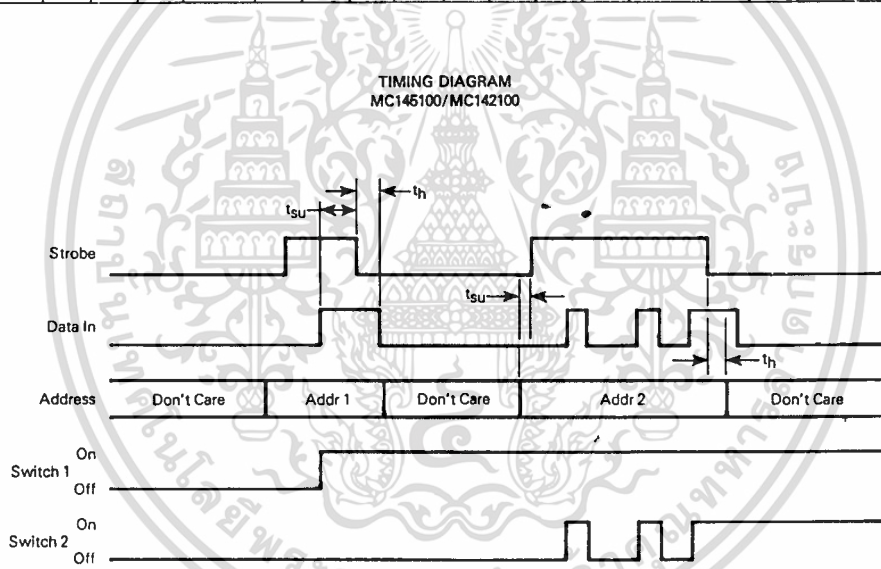 TIMING DIAGRAM
MC145100/MC142100
tsu
th
Strobe
tsu
Data In
th
Address Don't Care Addr 1 Don't Care Addr 2 Don't Care
On
Switch 1
Off
On
Switch 2
Off